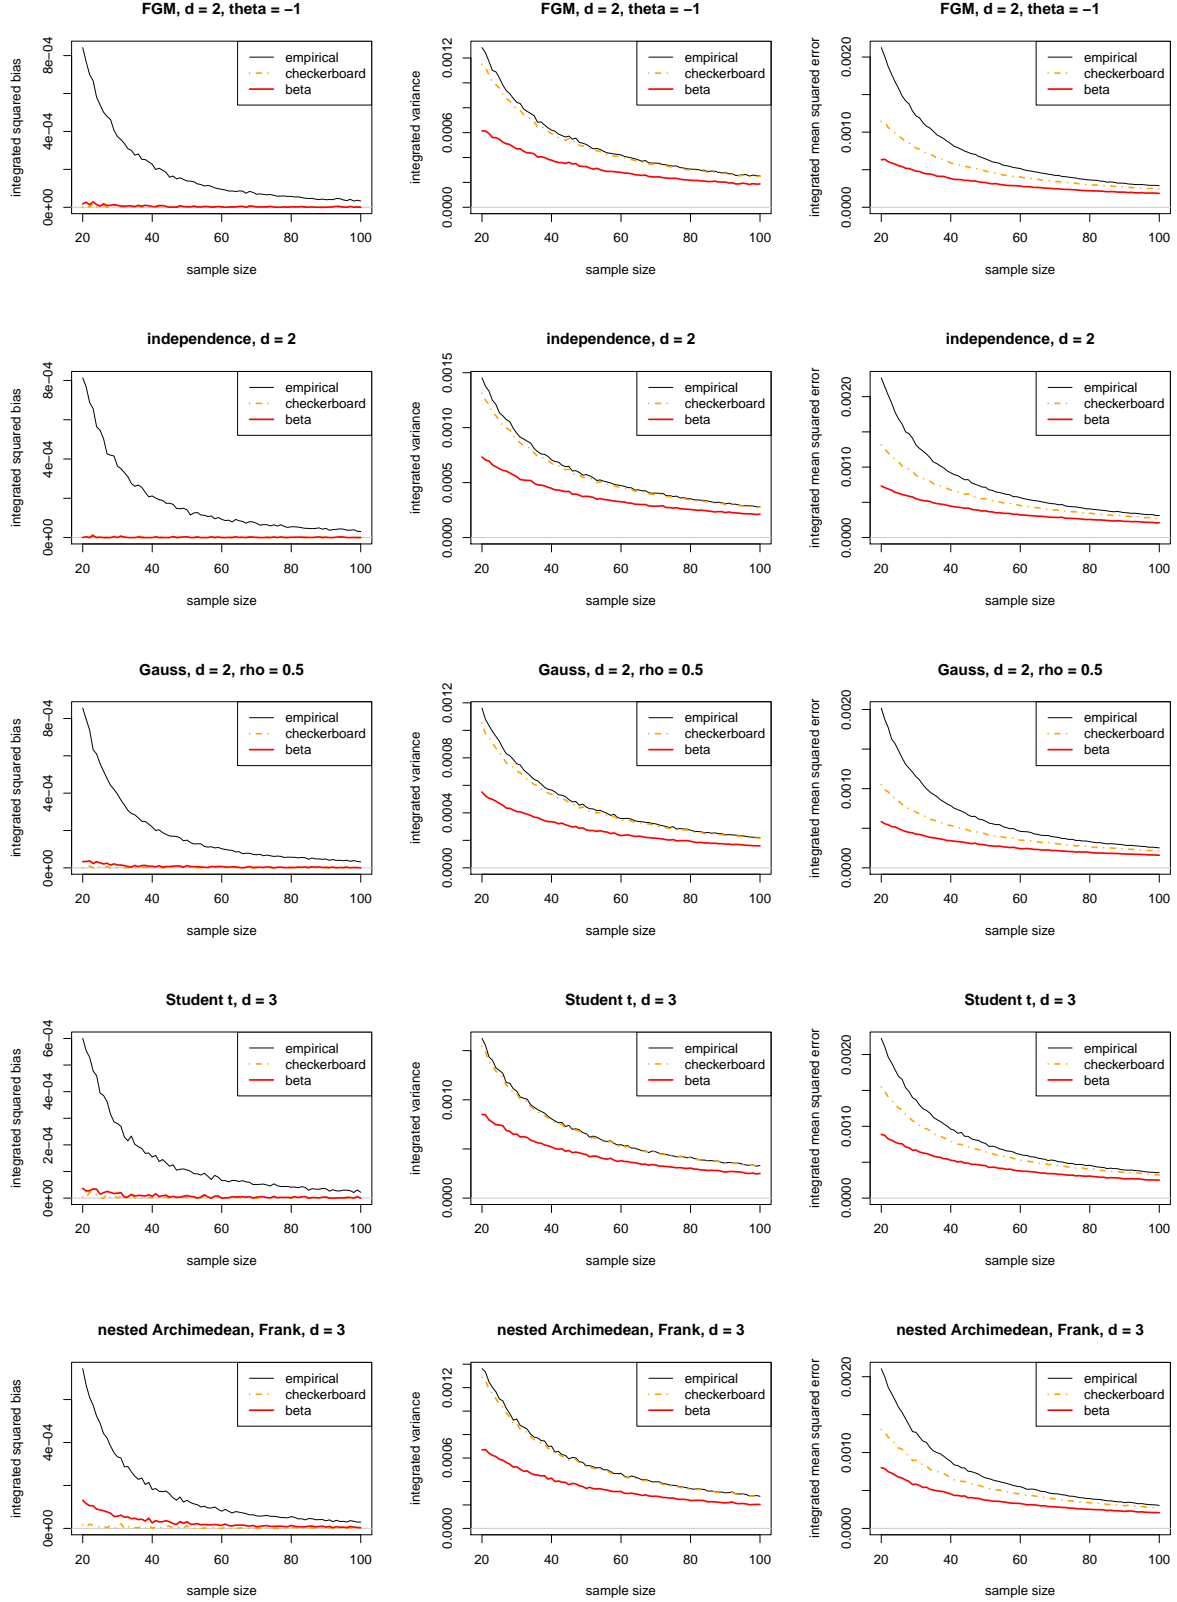 FGM, d = 2, theta = −1
integrated squared bias
0e+00 4e−04 8e−04
empirical
checkerboard
beta
20 40 60 80 100
sample size
FGM, d = 2, theta = −1
integrated variance
0.0000 0.0006 0.0012
empirical
checkerboard
beta
20 40 60 80 100
sample size
FGM, d = 2, theta = −1
integrated mean squared error
0.0000 0.0010 0.0020
empirical
checkerboard
beta
20 40 60 80 100
sample size
independence, d = 2
integrated squared bias
0e+00 4e−04 8e−04
empirical
checkerboard
beta
20 40 60 80 100
sample size
independence, d = 2
integrated variance
0.0000 0.0005 0.0010 0.0015
empirical
checkerboard
beta
20 40 60 80 100
sample size
independence, d = 2
integrated mean squared error
0.0000 0.0010 0.0020
empirical
checkerboard
beta
20 40 60 80 100
sample size
Gauss, d = 2, rho = 0.5
integrated squared bias
0e+00 4e−04 8e−04
empirical
checkerboard
beta
20 40 60 80 100
sample size
Gauss, d = 2, rho = 0.5
integrated variance
0.0000 0.0004 0.0008 0.0012
empirical
checkerboard
beta
20 40 60 80 100
sample size
Gauss, d = 2, rho = 0.5
integrated mean squared error
0.0000 0.0010 0.0020
empirical
checkerboard
beta
20 40 60 80 100
sample size
Student t, d = 3
integrated squared bias
0e+00 2e−04 4e−04 6e−04
empirical
checkerboard
beta
20 40 60 80 100
sample size
Student t, d = 3
integrated variance
0.0000 0.0010
empirical
checkerboard
beta
20 40 60 80 100
sample size
Student t, d = 3
integrated mean squared error
0.0000 0.0010 0.0020
empirical
checkerboard
beta
20 40 60 80 100
sample size
nested Archimedean, Frank, d = 3
integrated squared bias
0e+00 4e−04
empirical
checkerboard
beta
20 40 60 80 100
sample size
nested Archimedean, Frank, d = 3
integrated variance
0.0000 0.0006 0.0012
empirical
checkerboard
beta
20 40 60 80 100
sample size
nested Archimedean, Frank, d = 3
integrated mean squared error
0.0000 0.0010 0.0020
empirical
checkerboard
beta
20 40 60 80 100
sample size